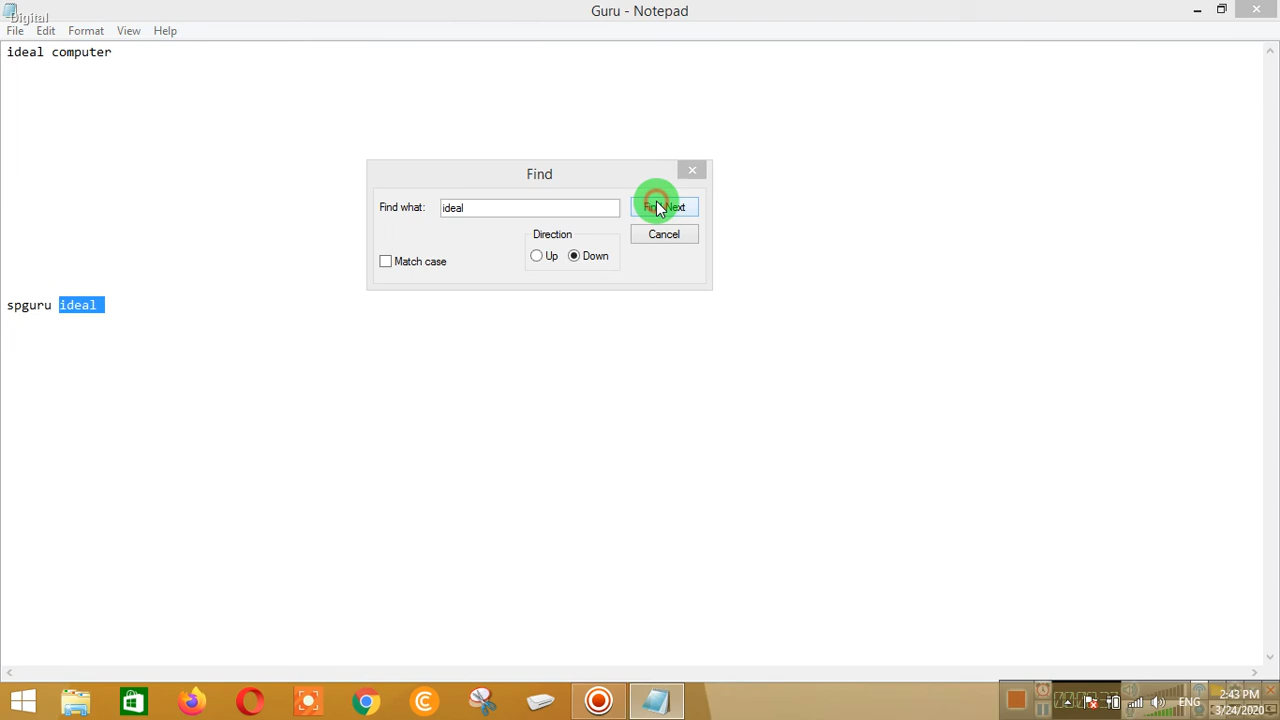 Digital
Guru - Notepad
File Edit Format View Help
ideal computer
Find
Find what: ideal
Find Next
Direction
Cancel
Up Down
Match case
spguru ideal
2:43 PM
ENG
3/24/2020